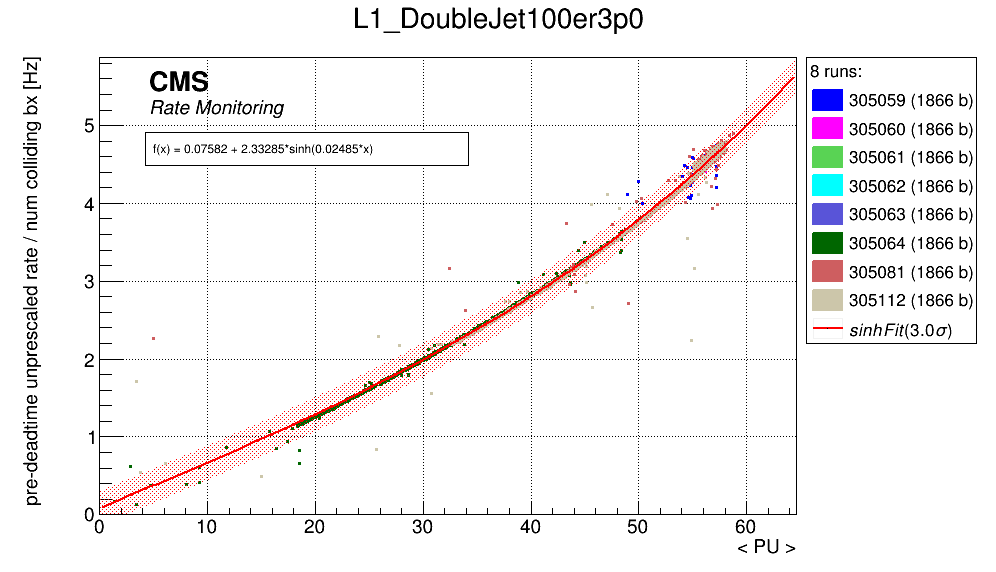 L1_DoubleJet100er3p0
pre-deadtime unprescaled rate / num colliding bx [Hz]
CMS
Rate Monitoring
f(x) = 0.07582 + 2.33285*sinh(0.02485*x)
5
4
3
2
1
0
0 10 20 30 40 50 60
< PU >
8 runs:
305059 (1866 b)
305060 (1866 b)
305061 (1866 b)
305062 (1866 b)
305063 (1866 b)
305064 (1866 b)
305081 (1866 b)
305112 (1866 b)
sinhFit(3.0σ)